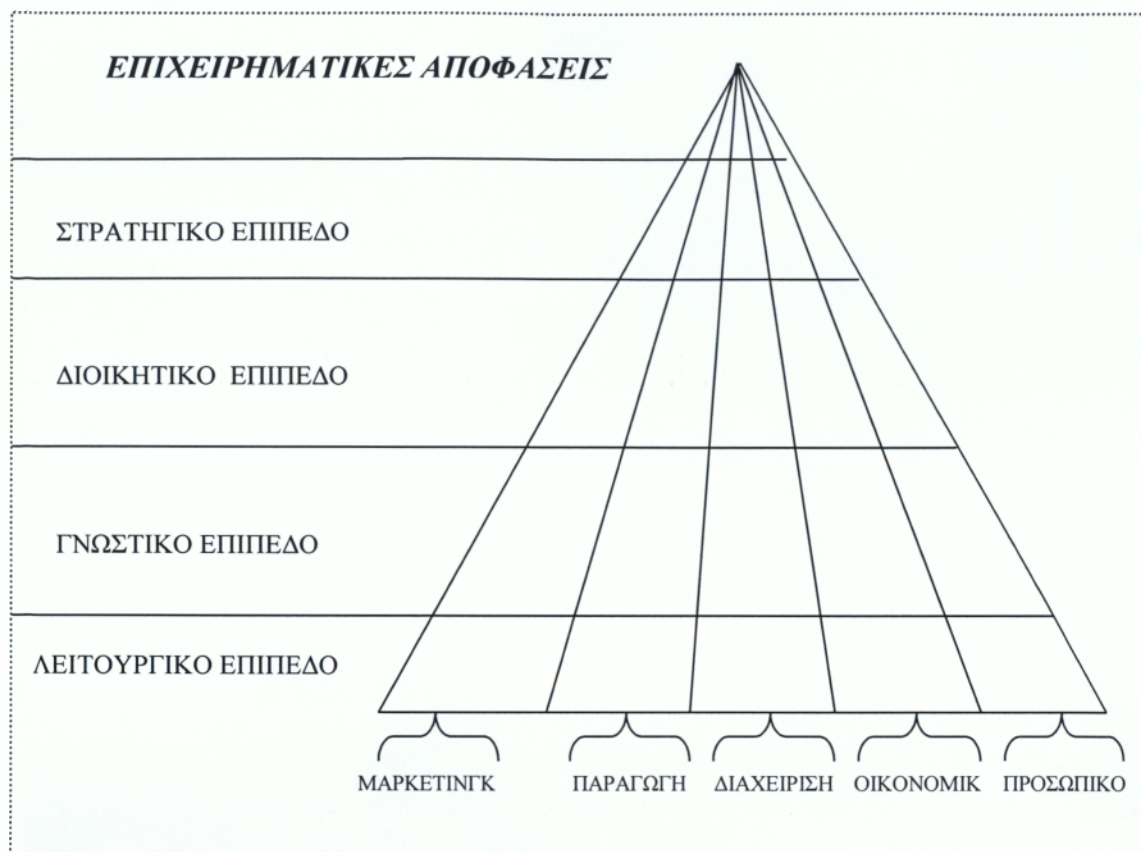 ΕΠΙΧΕΙΡΗΜΑΤΙΚΕΣ ΑΠΟΦΑΣΕΙΣ
ΣΤΡΑΤΗΓΙΚΟ ΕΠΙΠΕΔΟ
ΔΙΟΙΚΗΤΙΚΟ ΕΠΙΠΕΔΟ
ΓΝΩΣΤΙΚΟ ΕΠΙΠΕΔΟ
ΛΕΙΤΟΥΡΓΙΚΟ ΕΠΙΠΕΔΟ
ΜΑΡΚΕΤΙΝΓΚ ΠΑΡΑΓΩΓΗ ΔΙΑΧΕΙΡΙΣΗ ΟΙΚΟΝΟΜΙΚ ΠΡΟΣΩΠΙΚΟ